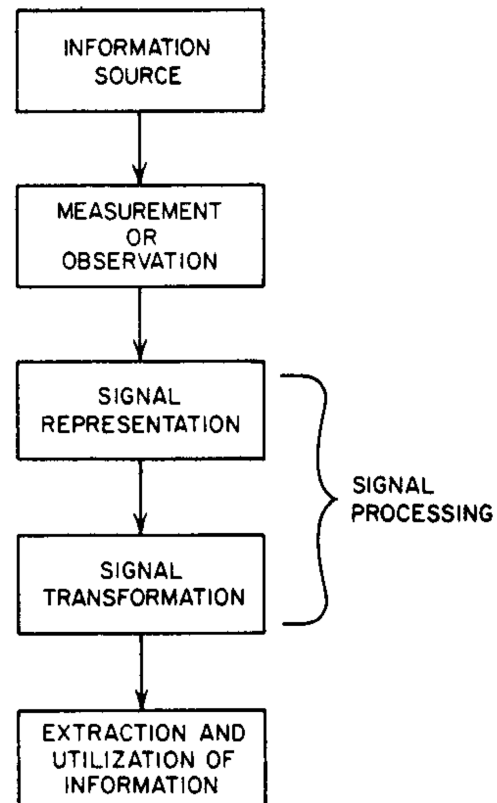 INFORMATION
SOURCE
MEASUREMENT
OR
OBSERVATION
SIGNAL
REPRESENTATION
SIGNAL
PROCESSING
SIGNAL
TRANSFORMATION
EXTRACTION AND
UTILIZATION OF
INFORMATION